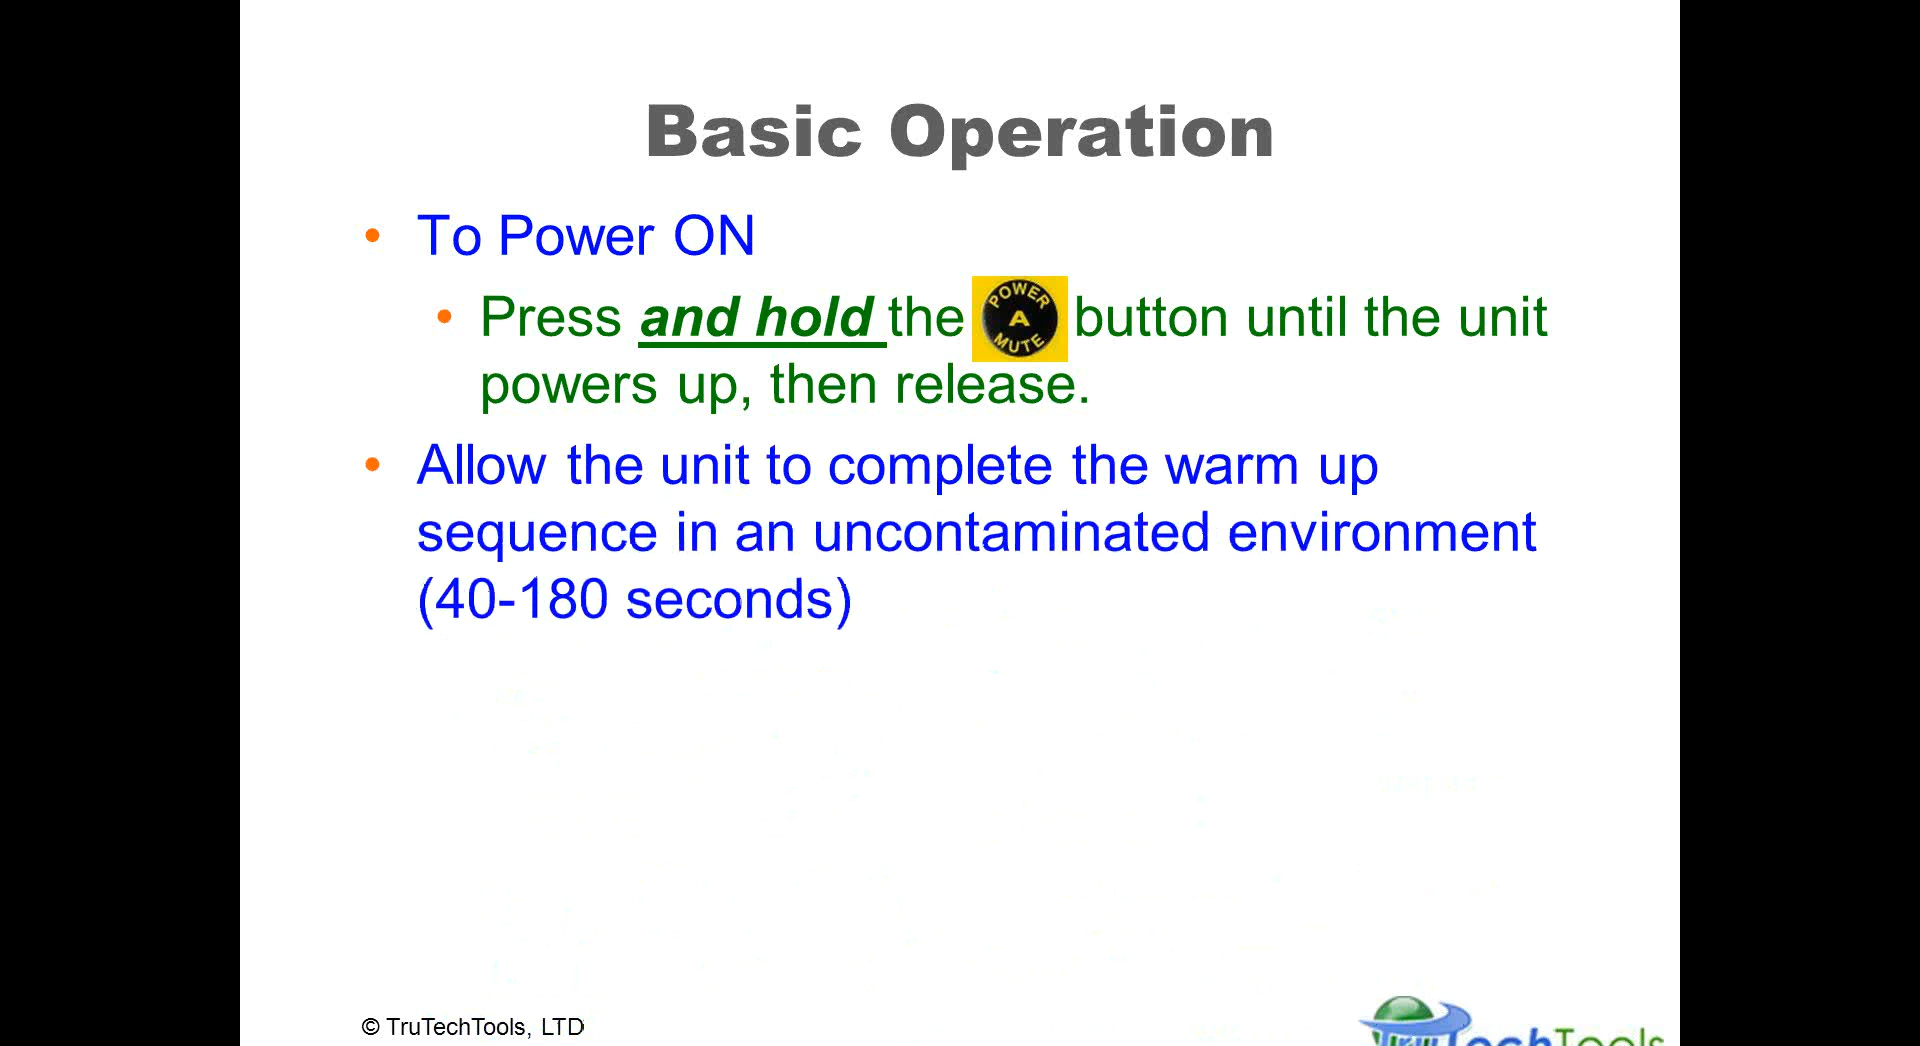 Basic Operation
• To Power ON
• Press and hold the POWER A MUTE button until the unit
powers up, then release.
• Allow the unit to complete the warm up
sequence in an uncontaminated environment
(40-180 seconds)
© TruTechTools, LTD
TechTools